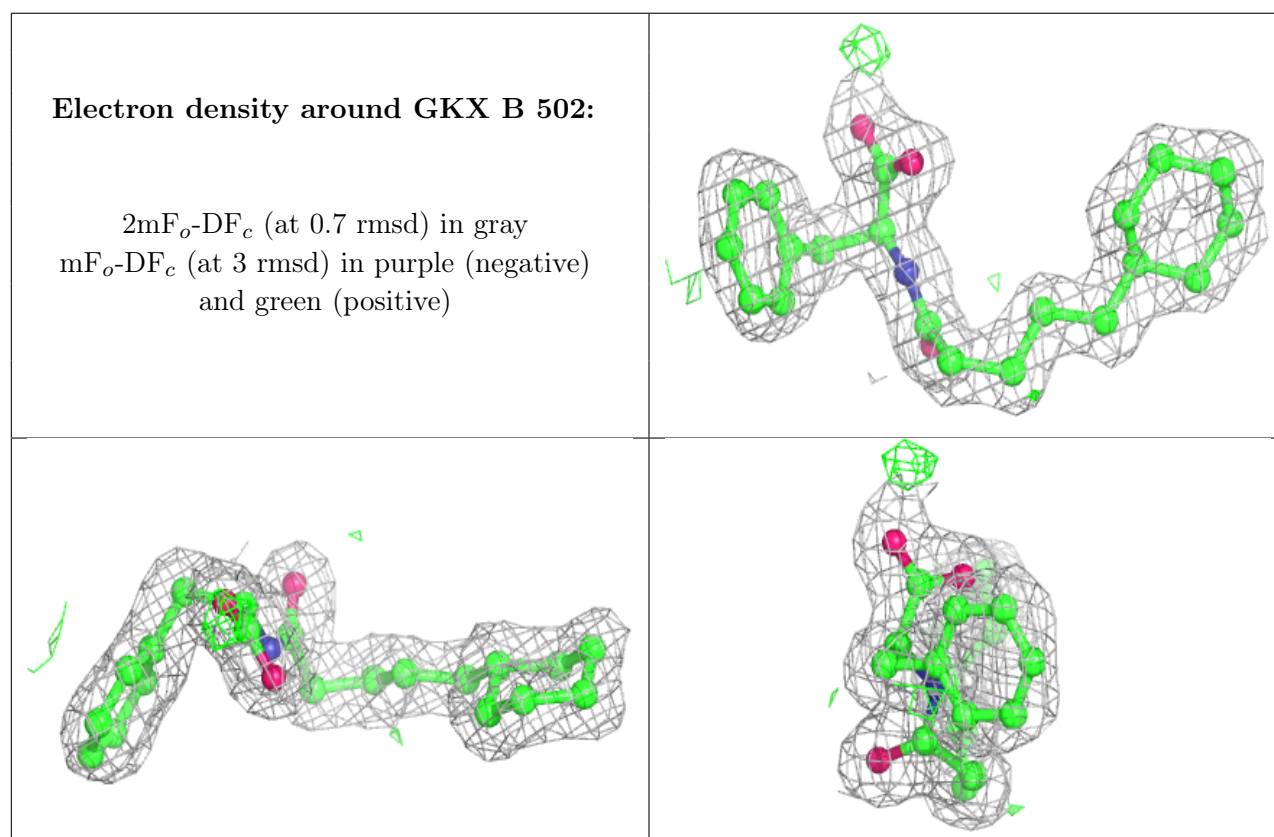 Electron density around GKX B 502:
2mFo-DFc (at 0.7 rmsd) in gray
mFo-DFc (at 3 rmsd) in purple (negative)
and green (positive)